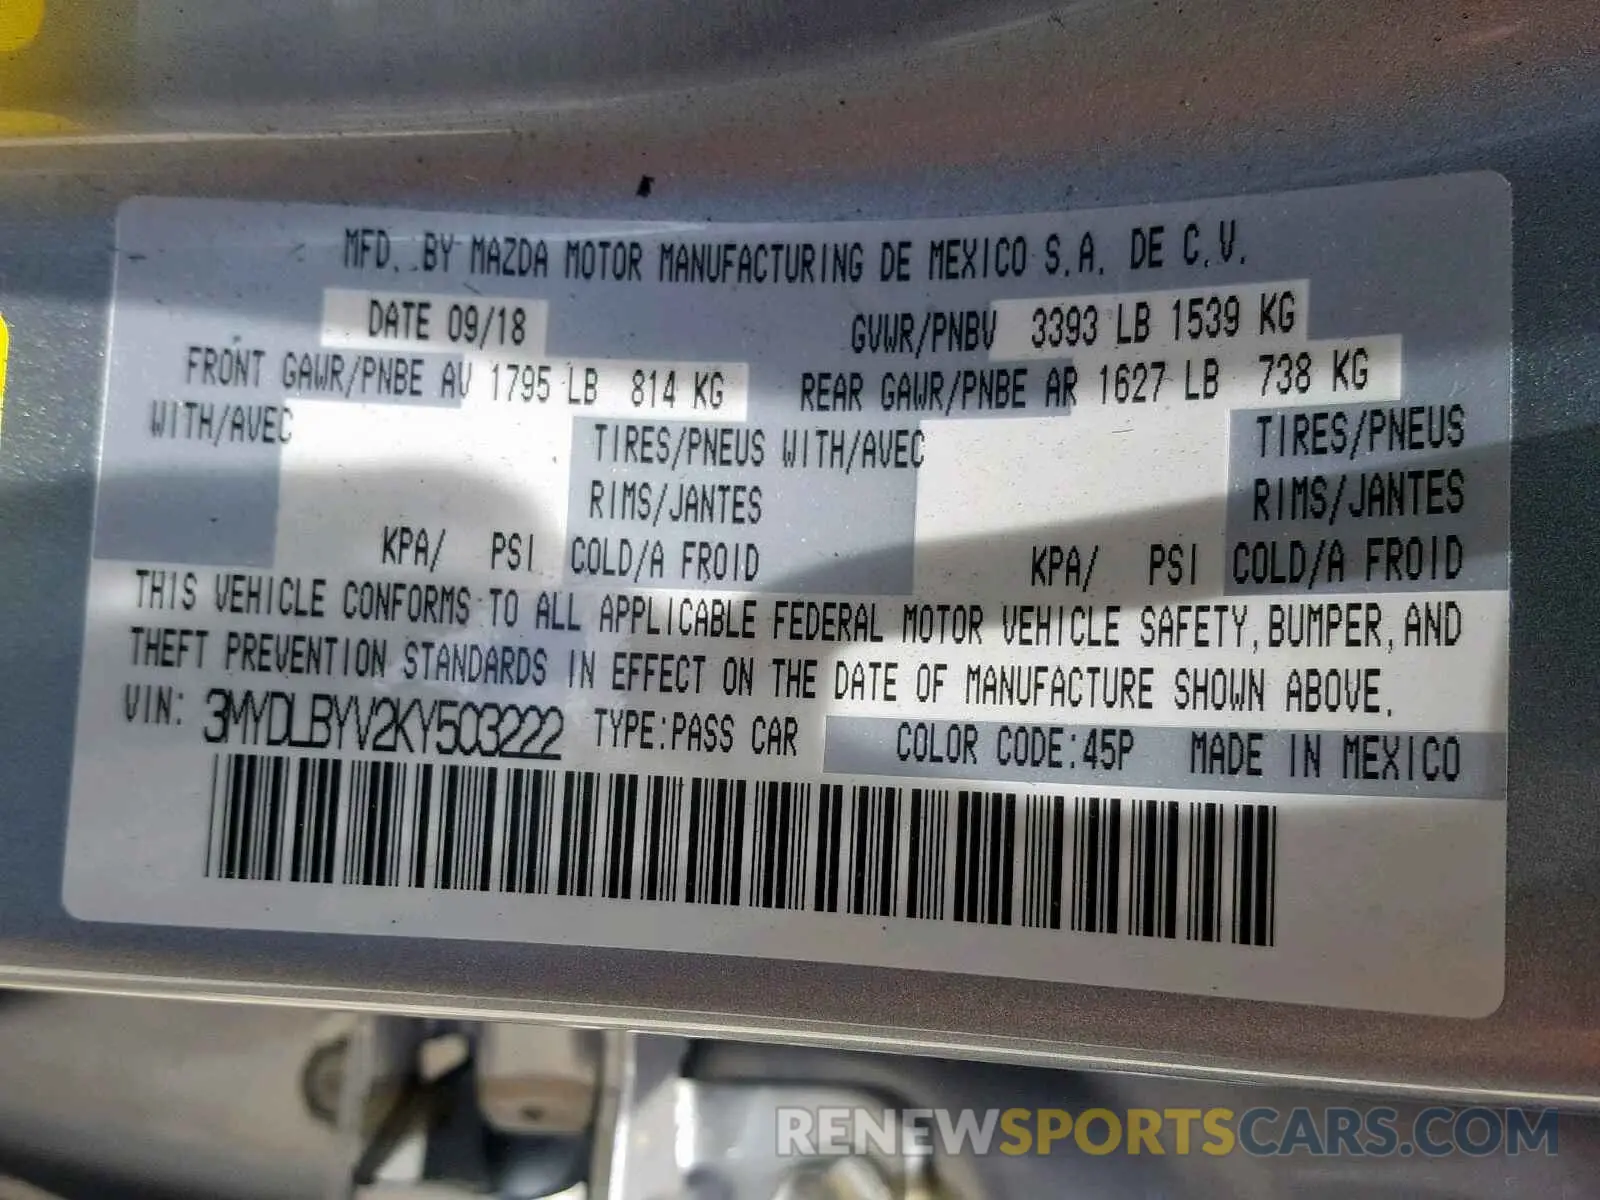 MFD. BY MAZDA MOTOR MANUFACTURING DE MEXICO S.A. DE C.V.
DATE 09/18 GVWR/PNBV 3393 LB 1539 KG
FRONT GAWR/PNBE AV 1795 LB 814 KG REAR GAWR/PNBE AR 1627 LB 738 KG
WITH/AVEC TIRES/PNEUS WITH/AVEC TIRES/PNEUS
RIMS/JANTES RIMS/JANTES
KPA/ PSI COLD/A FROID KPA/ PSI COLD/A FROID
THIS VEHICLE CONFORMS TO ALL APPLICABLE FEDERAL MOTOR VEHICLE SAFETY, BUMPER, AND
THEFT PREVENTION STANDARDS IN EFFECT ON THE DATE OF MANUFACTURE SHOWN ABOVE.
VIN: 3MYDLBYV2KY503222 TYPE:PASS CAR COLOR CODE:45P MADE IN MEXICO
RENEWSPORTSCARS.COM